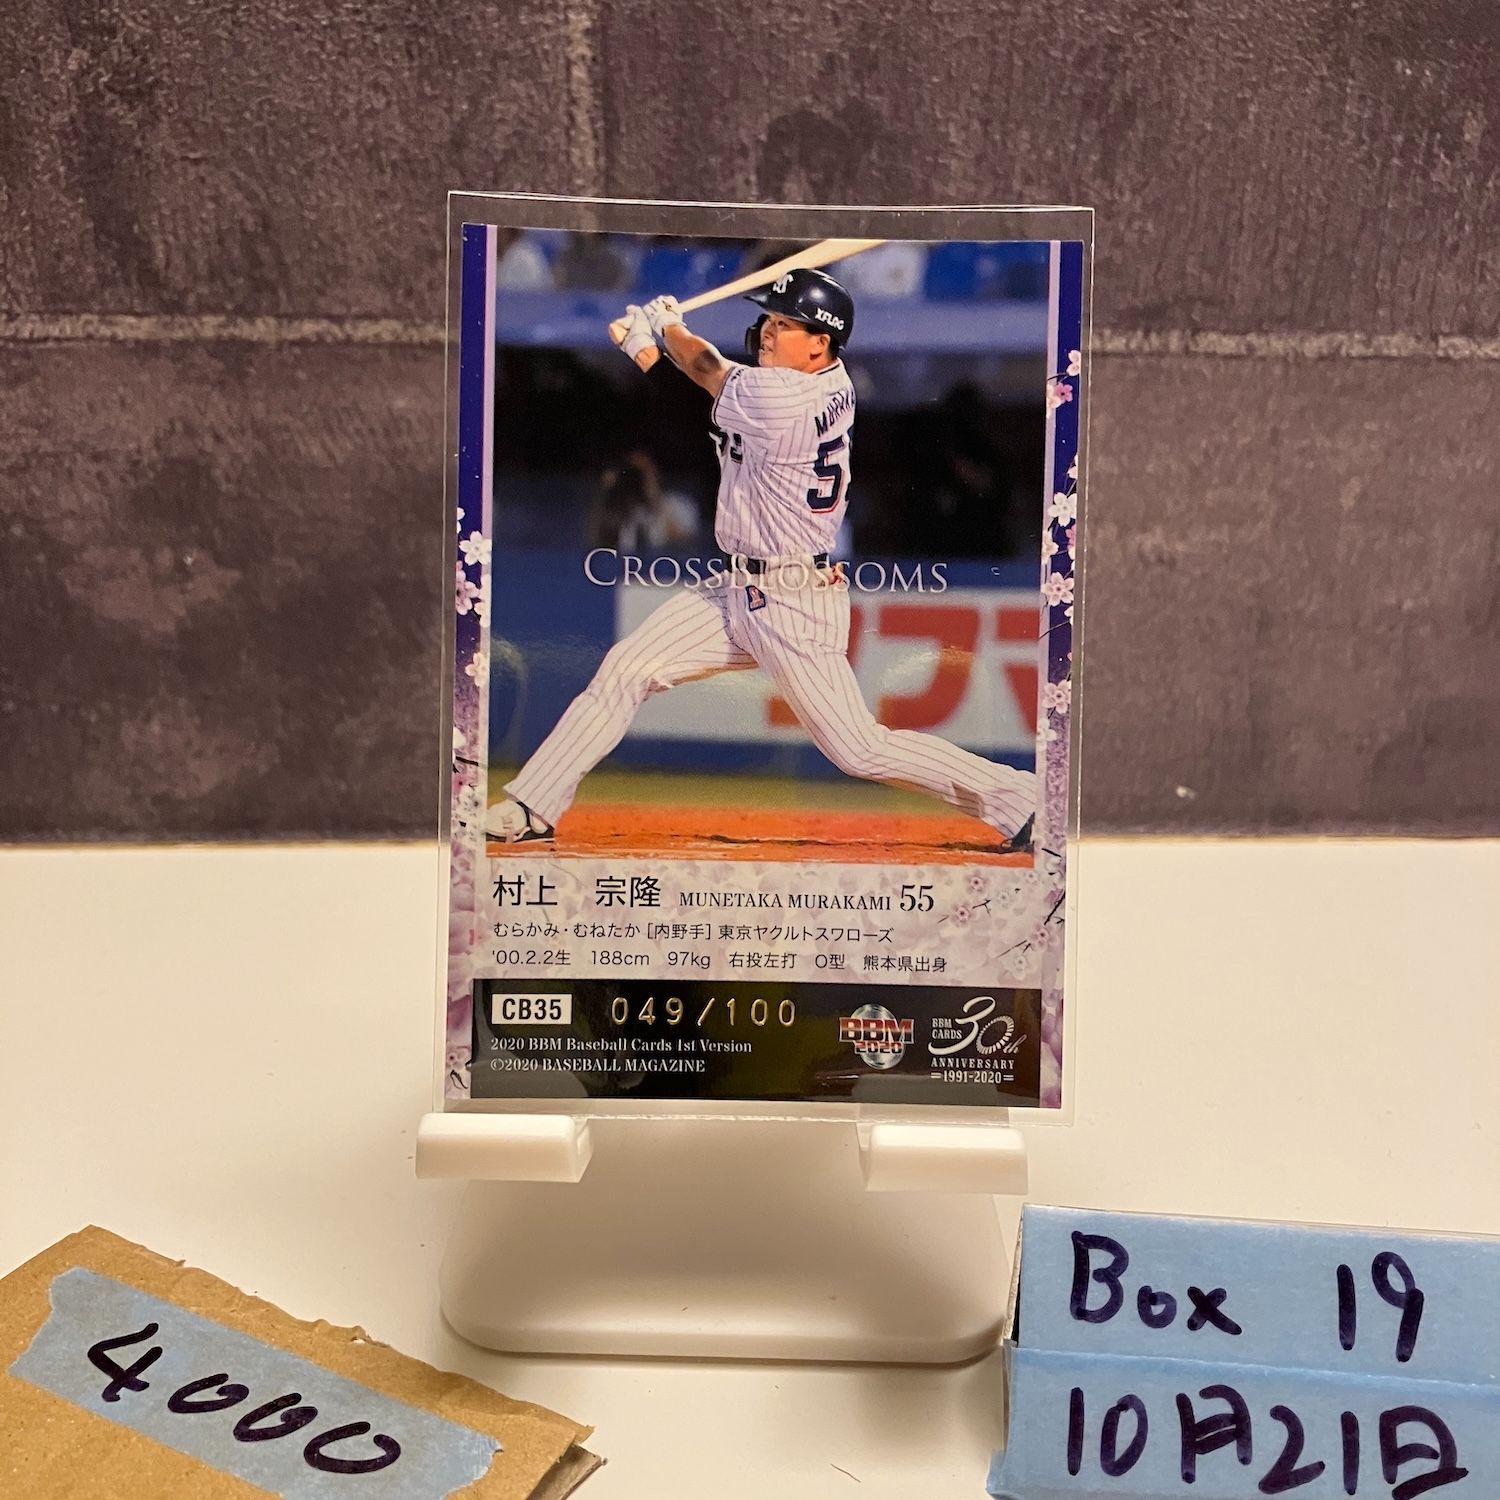 XFLAG
MURAKA
CROSSBLOSSOMS
フマ
村上 宗隆 MUNETAKA MURAKAMI 55
むらかみ・むねたか [内野手] 東京ヤクルトスワローズ
'00.2.2生 188cm 97kg 右投左打 O型 熊本県出身
CB35 049/100
2020 BBM Baseball Cards 1st Version
©2020 BASEBALL MAGAZINE
BBM
2020
BBM
CARDS
30th
ANNIVERSARY
1991-2020
4000
Box 19
10月21日